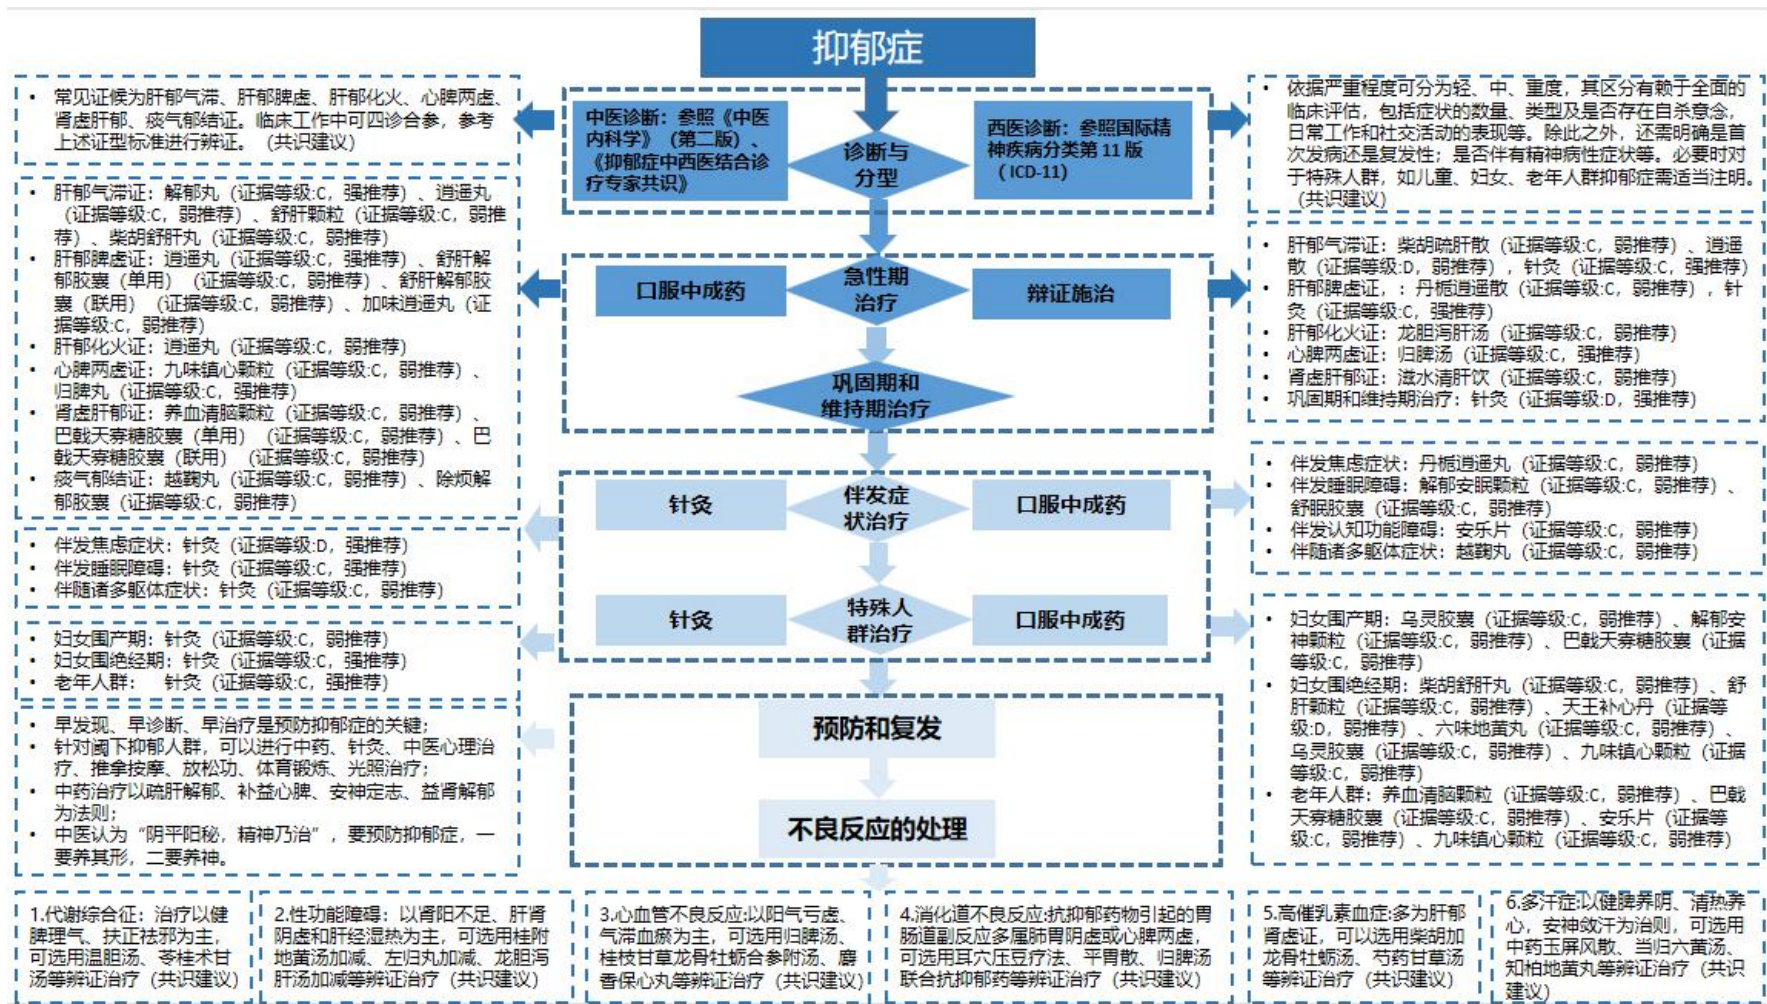 抑郁症
• 常见证候为肝郁气滞、肝郁脾虚、肝郁化火、心脾两虚、
肾虚肝郁、痰气郁结证。临床工作中可四诊合参，参考
上述证型标准进行辨证。（共识建议）
中医诊断：参照《中医
内科学》（第二版）、
《抑郁症中西医结合诊
疗专家共识》
诊断与
分型
西医诊断：参照国际精
神疾病分类第 11 版
（ICD-11）
• 依据严重程度可分为轻、中、重度，其区分有赖于全面的
临床评估，包括症状的数量、类型及是否存在自杀意念，
日常工作和社交活动的表现等。除此之外，还需明确是首
次发病还是复发性；是否伴有精神病性症状等。必要时对
于特殊人群，如儿童、妇女、老年人群抑郁症需适当注明。
（共识建议）
• 肝郁气滞证：解郁丸（证据等级:C，强推荐）、逍遥丸
（证据等级:C，弱推荐）、舒肝颗粒（证据等级:C，弱推
荐）、柴胡舒肝丸（证据等级:C，弱推荐）
• 肝郁脾虚证：逍遥丸（证据等级:C，强推荐）、舒肝解
郁胶囊（单用）（证据等级:C，弱推荐）、舒肝解郁胶
囊（联用）（证据等级:C，弱推荐）、加味逍遥丸（证
据等级:C，弱推荐）
• 肝郁化火证：逍遥丸（证据等级:C，弱推荐）
• 心脾两虚证：九味镇心颗粒（证据等级:C，弱推荐）、
归脾丸（证据等级:C，强推荐）
• 肾虚肝郁证：养血清脑颗粒（证据等级:C，弱推荐）、
巴戟天寡糖胶囊（单用）（证据等级:C，弱推荐）、巴
戟天寡糖胶囊（联用）（证据等级:C，弱推荐）
• 痰气郁结证：越鞠丸（证据等级:C，弱推荐）、除烦解
郁胶囊（证据等级:C，弱推荐）
口服中成药
急性期
治疗
辩证施治
巩固期和
维持期治疗
• 肝郁气滞证：柴胡疏肝散（证据等级:C，弱推荐）、逍遥
散（证据等级:D，弱推荐），针灸（证据等级:C，强推荐）
• 肝郁脾虚证，：丹栀逍遥散（证据等级:C，弱推荐），针
灸（证据等级:C，强推荐）
• 肝郁化火证：龙胆泻肝汤（证据等级:C，弱推荐）
• 心脾两虚证：归脾汤（证据等级:C，强推荐）
• 肾虚肝郁证：滋水清肝饮（证据等级:C，弱推荐）
• 巩固期和维持期治疗：针灸（证据等级:D，强推荐）
• 伴发焦虑症状：针灸（证据等级:D，强推荐）
• 伴发睡眠障碍：针灸（证据等级:C，强推荐）
• 伴随诸多躯体症状：针灸（证据等级:C，弱推荐）
针灸
伴发症
状治疗
口服中成药
• 伴发焦虑症状：丹栀逍遥丸（证据等级:C，弱推荐）
• 伴发睡眠障碍：解郁安眠颗粒（证据等级:C，弱推荐）、
舒眠胶囊（证据等级:C，弱推荐）
• 伴发认知功能障碍：安乐片（证据等级:C，弱推荐）
• 伴随诸多躯体症状：越鞠丸（证据等级:C，弱推荐）
• 妇女围产期：针灸（证据等级:C，弱推荐）
• 妇女围绝经期：针灸（证据等级:C，强推荐）
• 老年人群： 针灸（证据等级:C，强推荐）
针灸
特殊人
群治疗
口服中成药
• 妇女围产期：乌灵胶囊（证据等级:C，弱推荐）、解郁安
神颗粒（证据等级:C，弱推荐）、巴戟天寡糖胶囊（证据
等级:C，弱推荐）
• 妇女围绝经期：柴胡舒肝丸（证据等级:C，弱推荐）、舒
肝颗粒（证据等级:C，弱推荐）、天王补心丹（证据等
级:D，弱推荐）、六味地黄丸（证据等级:C，弱推荐）、
乌灵胶囊（证据等级:C，弱推荐）、九味镇心颗粒（证据
等级:C，弱推荐）
• 老年人群：养血清脑颗粒（证据等级:C，弱推荐）、巴戟
天寡糖胶囊（证据等级:C，弱推荐）、安乐片（证据等
级:C，弱推荐）、九味镇心颗粒（证据等级:C，弱推荐）
• 早发现、早诊断、早治疗是预防抑郁症的关键；
• 针对阈下抑郁人群，可以进行中药、针灸、中医心理治
疗、推拿按摩、放松功、体育锻炼、光照治疗；
• 中药治疗以疏肝解郁、补益心脾、安神定志、益肾解郁
为法则；
• 中医认为“阴平阳秘，精神乃治”，要预防抑郁症，一
要养其形，二要养神。
预防和复发
不良反应的处理
1.代谢综合征：治疗以健
脾理气、扶正祛邪为主，
可选用温胆汤、苓桂术甘
汤等辨证治疗（共识建议）
2.性功能障碍：以肾阳不足、肝肾
阴虚和肝经湿热为主，可选用桂附
地黄汤加减、左归丸加减、龙胆泻
肝汤加减等辨证治疗（共识建议）
3.心血管不良反应:以阳气亏虚、
气滞血瘀为主，可选用归脾汤、
桂枝甘草龙骨牡蛎合参附汤、麝
香保心丸等辨证治疗（共识建议）
4.消化道不良反应:抗抑郁药物引起的胃
肠道副反应多属肺胃阴虚或心脾两虚，
可选用耳穴压豆疗法、平胃散、归脾汤
联合抗抑郁药等辨证治疗（共识建议）
5.高催乳素血症:多为肝郁
肾虚证，可以选用柴胡加
龙骨牡蛎汤、芍药甘草汤
等辨证治疗（共识建议）
6.多汗症:以健脾养阴、清热养
心，安神敛汗为治则，可选用
中药玉屏风散、当归六黄汤、
知柏地黄丸等辨证治疗（共识
建议）